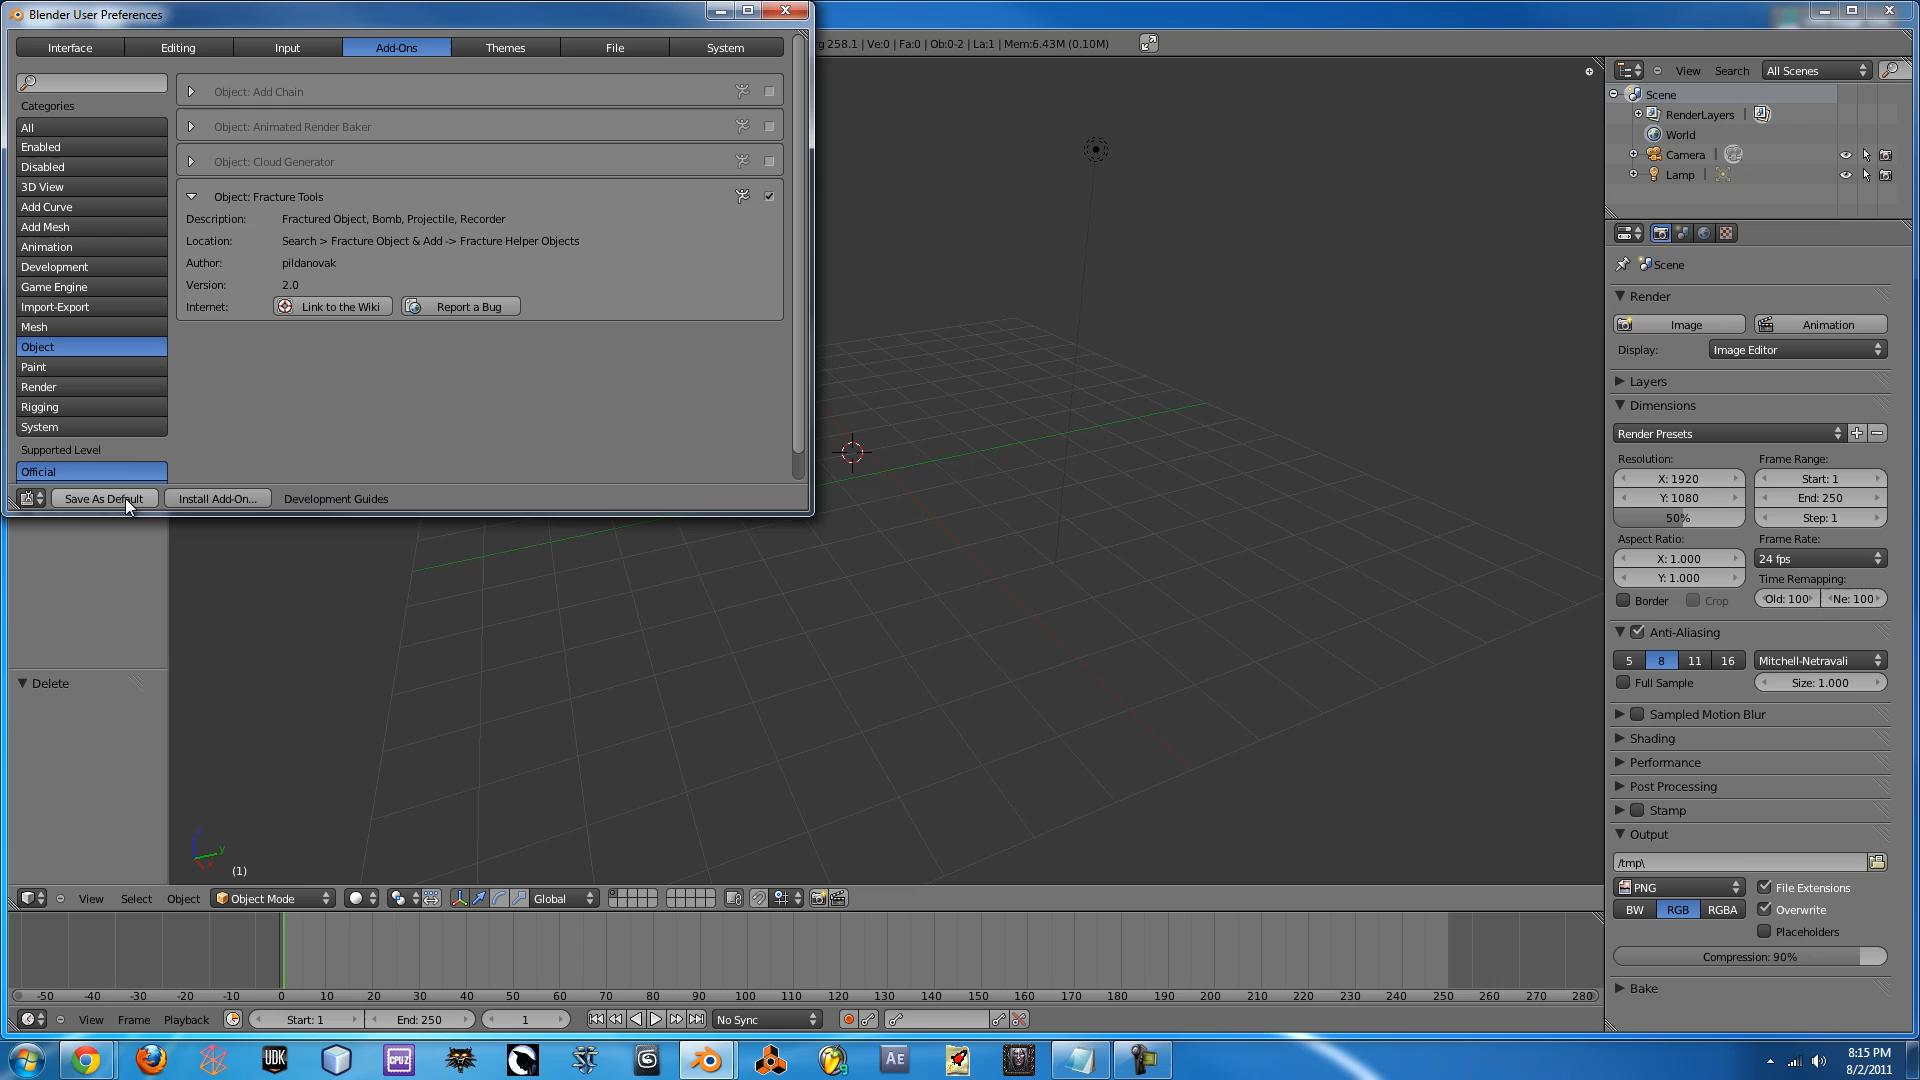 Blender User Preferences
Interface Editing Input Add-Ons Themes File System
258.1 | Ve:0 | Fa:0 | Ob:0-2 | La:1 | Mem:6.43M (0.10M)
View Search All Scenes
Categories
All
Enabled
Disabled
3D View
Add Curve
Add Mesh
Animation
Development
Game Engine
Import-Export
Mesh
Object
Paint
Render
Rigging
System
Supported Level
Official
Object: Add Chain
Object: Animated Render Baker
Object: Cloud Generator
Object: Fracture Tools
Description: Fractured Object, Bomb, Projectile, Recorder
Location: Search > Fracture Object & Add -> Fracture Helper Objects
Author: pildanovak
Version: 2.0
Internet: Link to the Wiki Report a Bug
Save As Default Install Add-On... Development Guides
Scene
RenderLayers |
World
Camera |
Lamp |
Scene
Render
Image Animation
Display: Image Editor
Layers
Dimensions
Render Presets
Resolution: Frame Range:
X: 1920 Start: 1
Y: 1080 End: 250
50% Step: 1
Aspect Ratio: Frame Rate:
X: 1.000 24 fps
Y: 1.000 Time Remapping:
Border Crop Old: 100 Ne: 100
Anti-Aliasing
5 8 11 16 Mitchell-Netravali
Full Sample Size: 1.000
Sampled Motion Blur
Shading
Performance
Post Processing
Stamp
Output
/tmp\
PNG File Extensions
BW RGB RGBA Overwrite
Placeholders
Compression: 90%
Bake
Delete
y
x
(1)
View Select Object Object Mode Global
-50 -40 -30 -20 -10 0 10 20 30 40 50 60 70 80 90 100 110 120 130 140 150 160 170 180 190 200 210 220 230 240 250 260 270 280
View Frame Playback Start: 1 End: 250 1 No Sync
UDK
CPUZ
Ae
8:15 PM
8/2/2011